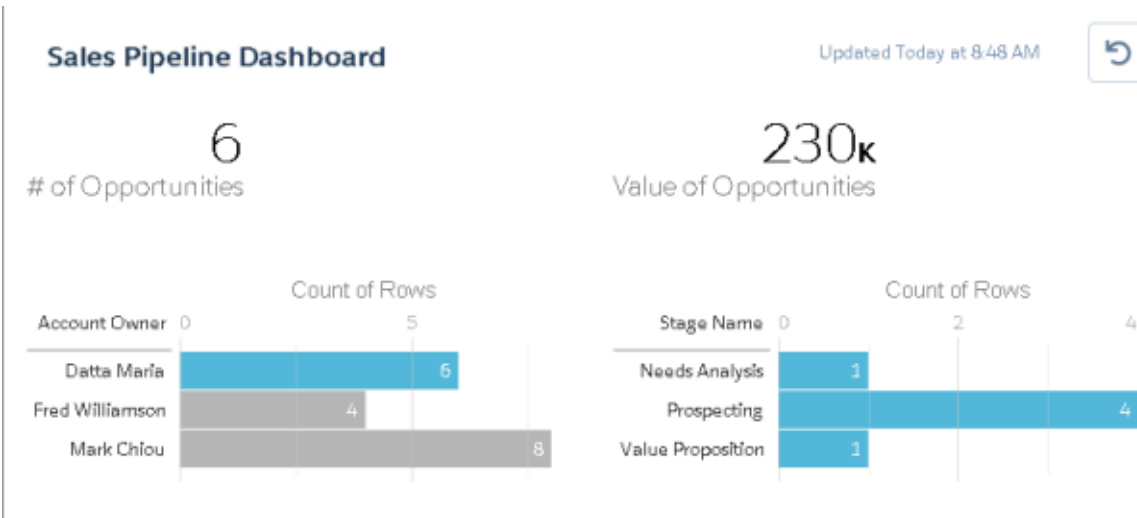 Sales Pipeline Dashboard
Updated Today at 8:48 AM
6
# of Opportunities
230K
Value of Opportunities
Count of Rows
Account Owner 0 5
Datta Maria 6
Fred Williamson 4
Mark Chiou 8
Count of Rows
Stage Name 0 2 4
Needs Analysis 1
Prospecting 4
Value Proposition 1